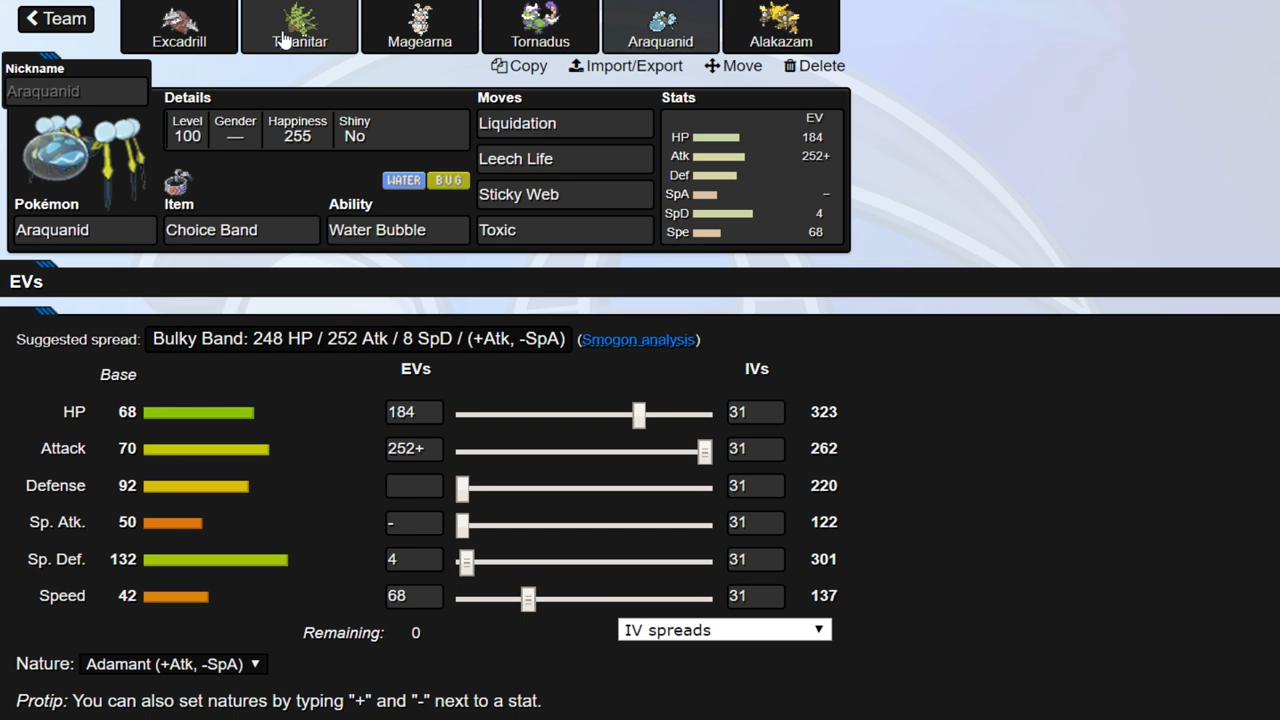 Team
Excadrill
Magearna
Tornadus
Araquanid
Alakazam
Copy
Import/Export
Move
Delete
Nickname
Araquanid
Details
Level
100
Gender
—
Happiness
255
Shiny
No
WATER
BUG
Pokémon
Araquanid
Item
Choice Band
Ability
Water Bubble
Moves
Liquidation
Leech Life
Sticky Web
Toxic
Stats
EV
HP 184
Atk 252+
Def
SpA –
SpD 4
Spe 68
EVs
Suggested spread: Bulky Band: 248 HP / 252 Atk / 8 SpD / (+Atk, -SpA) (Smogon analysis)
Base EVs IVs
HP 68 184 31 323
Attack 70 252+ 31 262
Defense 92 31 220
Sp. Atk. 50 - 31 122
Sp. Def. 132 4 31 301
Speed 42 68 31 137
Remaining: 0
IV spreads
Nature: Adamant (+Atk, -SpA)
Protip: You can also set natures by typing "+" and "-" next to a stat.